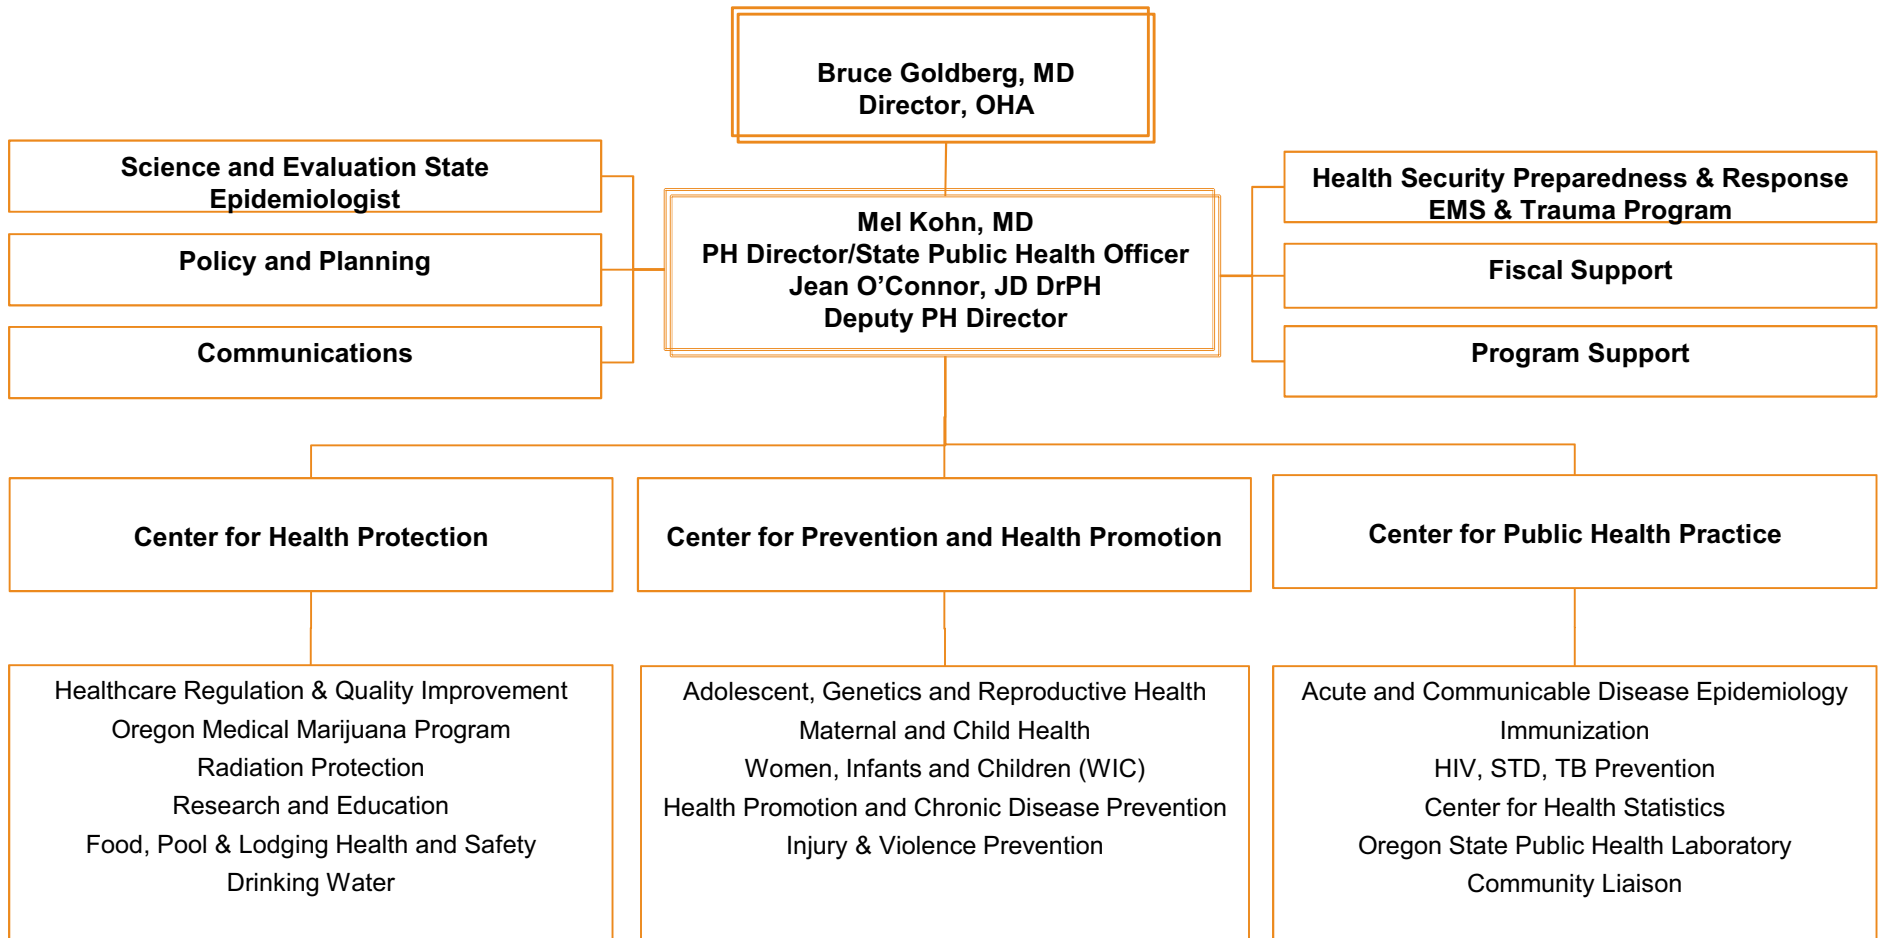 Bruce Goldberg, MD
Director, OHA
Science and Evaluation State
Epidemiologist
Policy and Planning
Communications
Mel Kohn, MD
PH Director/State Public Health Officer
Jean O’Connor, JD DrPH
Deputy PH Director
Health Security Preparedness & Response
EMS & Trauma Program
Fiscal Support
Program Support
Center for Health Protection
Center for Prevention and Health Promotion
Center for Public Health Practice
Healthcare Regulation & Quality Improvement
Oregon Medical Marijuana Program
Radiation Protection
Research and Education
Food, Pool & Lodging Health and Safety
Drinking Water
Adolescent, Genetics and Reproductive Health
Maternal and Child Health
Women, Infants and Children (WIC)
Health Promotion and Chronic Disease Prevention
Injury & Violence Prevention
Acute and Communicable Disease Epidemiology
Immunization
HIV, STD, TB Prevention
Center for Health Statistics
Oregon State Public Health Laboratory
Community Liaison